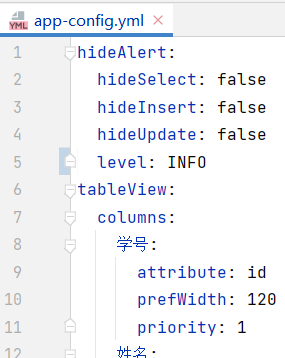 YML app-config.yml ×
1 hideAlert:
2 hideSelect: false
3 hideInsert: false
4 hideUpdate: false
5 level: INFO
6 tableView:
7 columns:
8 学号:
9 attribute: id
10 prefWidth: 120
11 priority: 1
12 姓名: